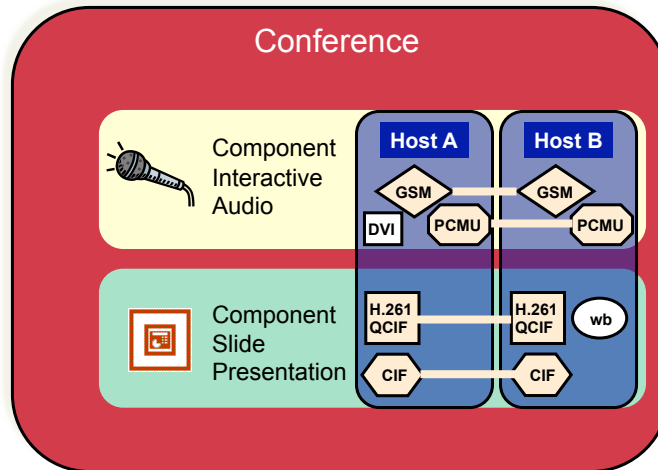 Conference
Component
Interactive
Audio
Host A
Host B
GSM
GSM
DVI
PCMU
PCMU
Component
Slide
Presentation
H.261
QCIF
H.261
QCIF
wb
CIF
CIF